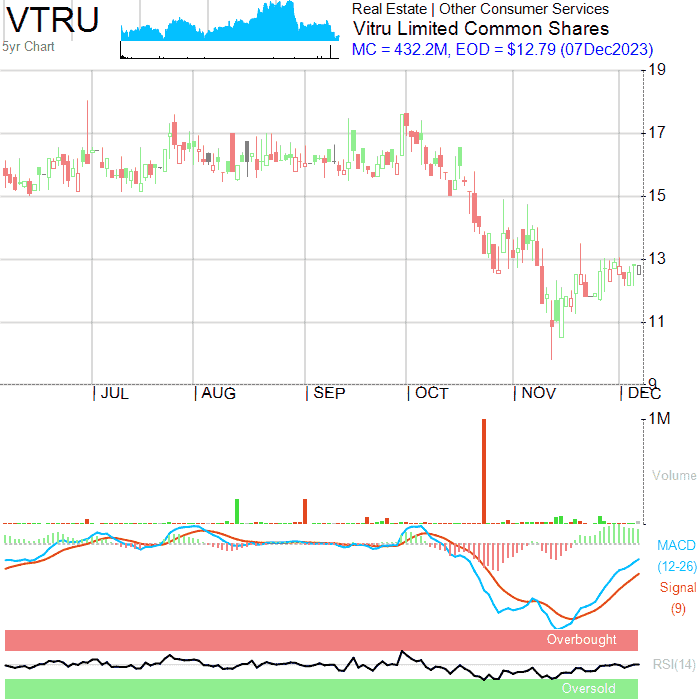 VTRU
5yr Chart
Real Estate | Other Consumer Services
Vitru Limited Common Shares
MC = 432.2M, EOD = $12.79 (07Dec2023)
19
17
15
13
11
9
JUL
AUG
SEP
OCT
NOV
DEC
1M
Volume
MACD
(12-26)
Signal
(9)
Overbought
RSI(14)
Oversold